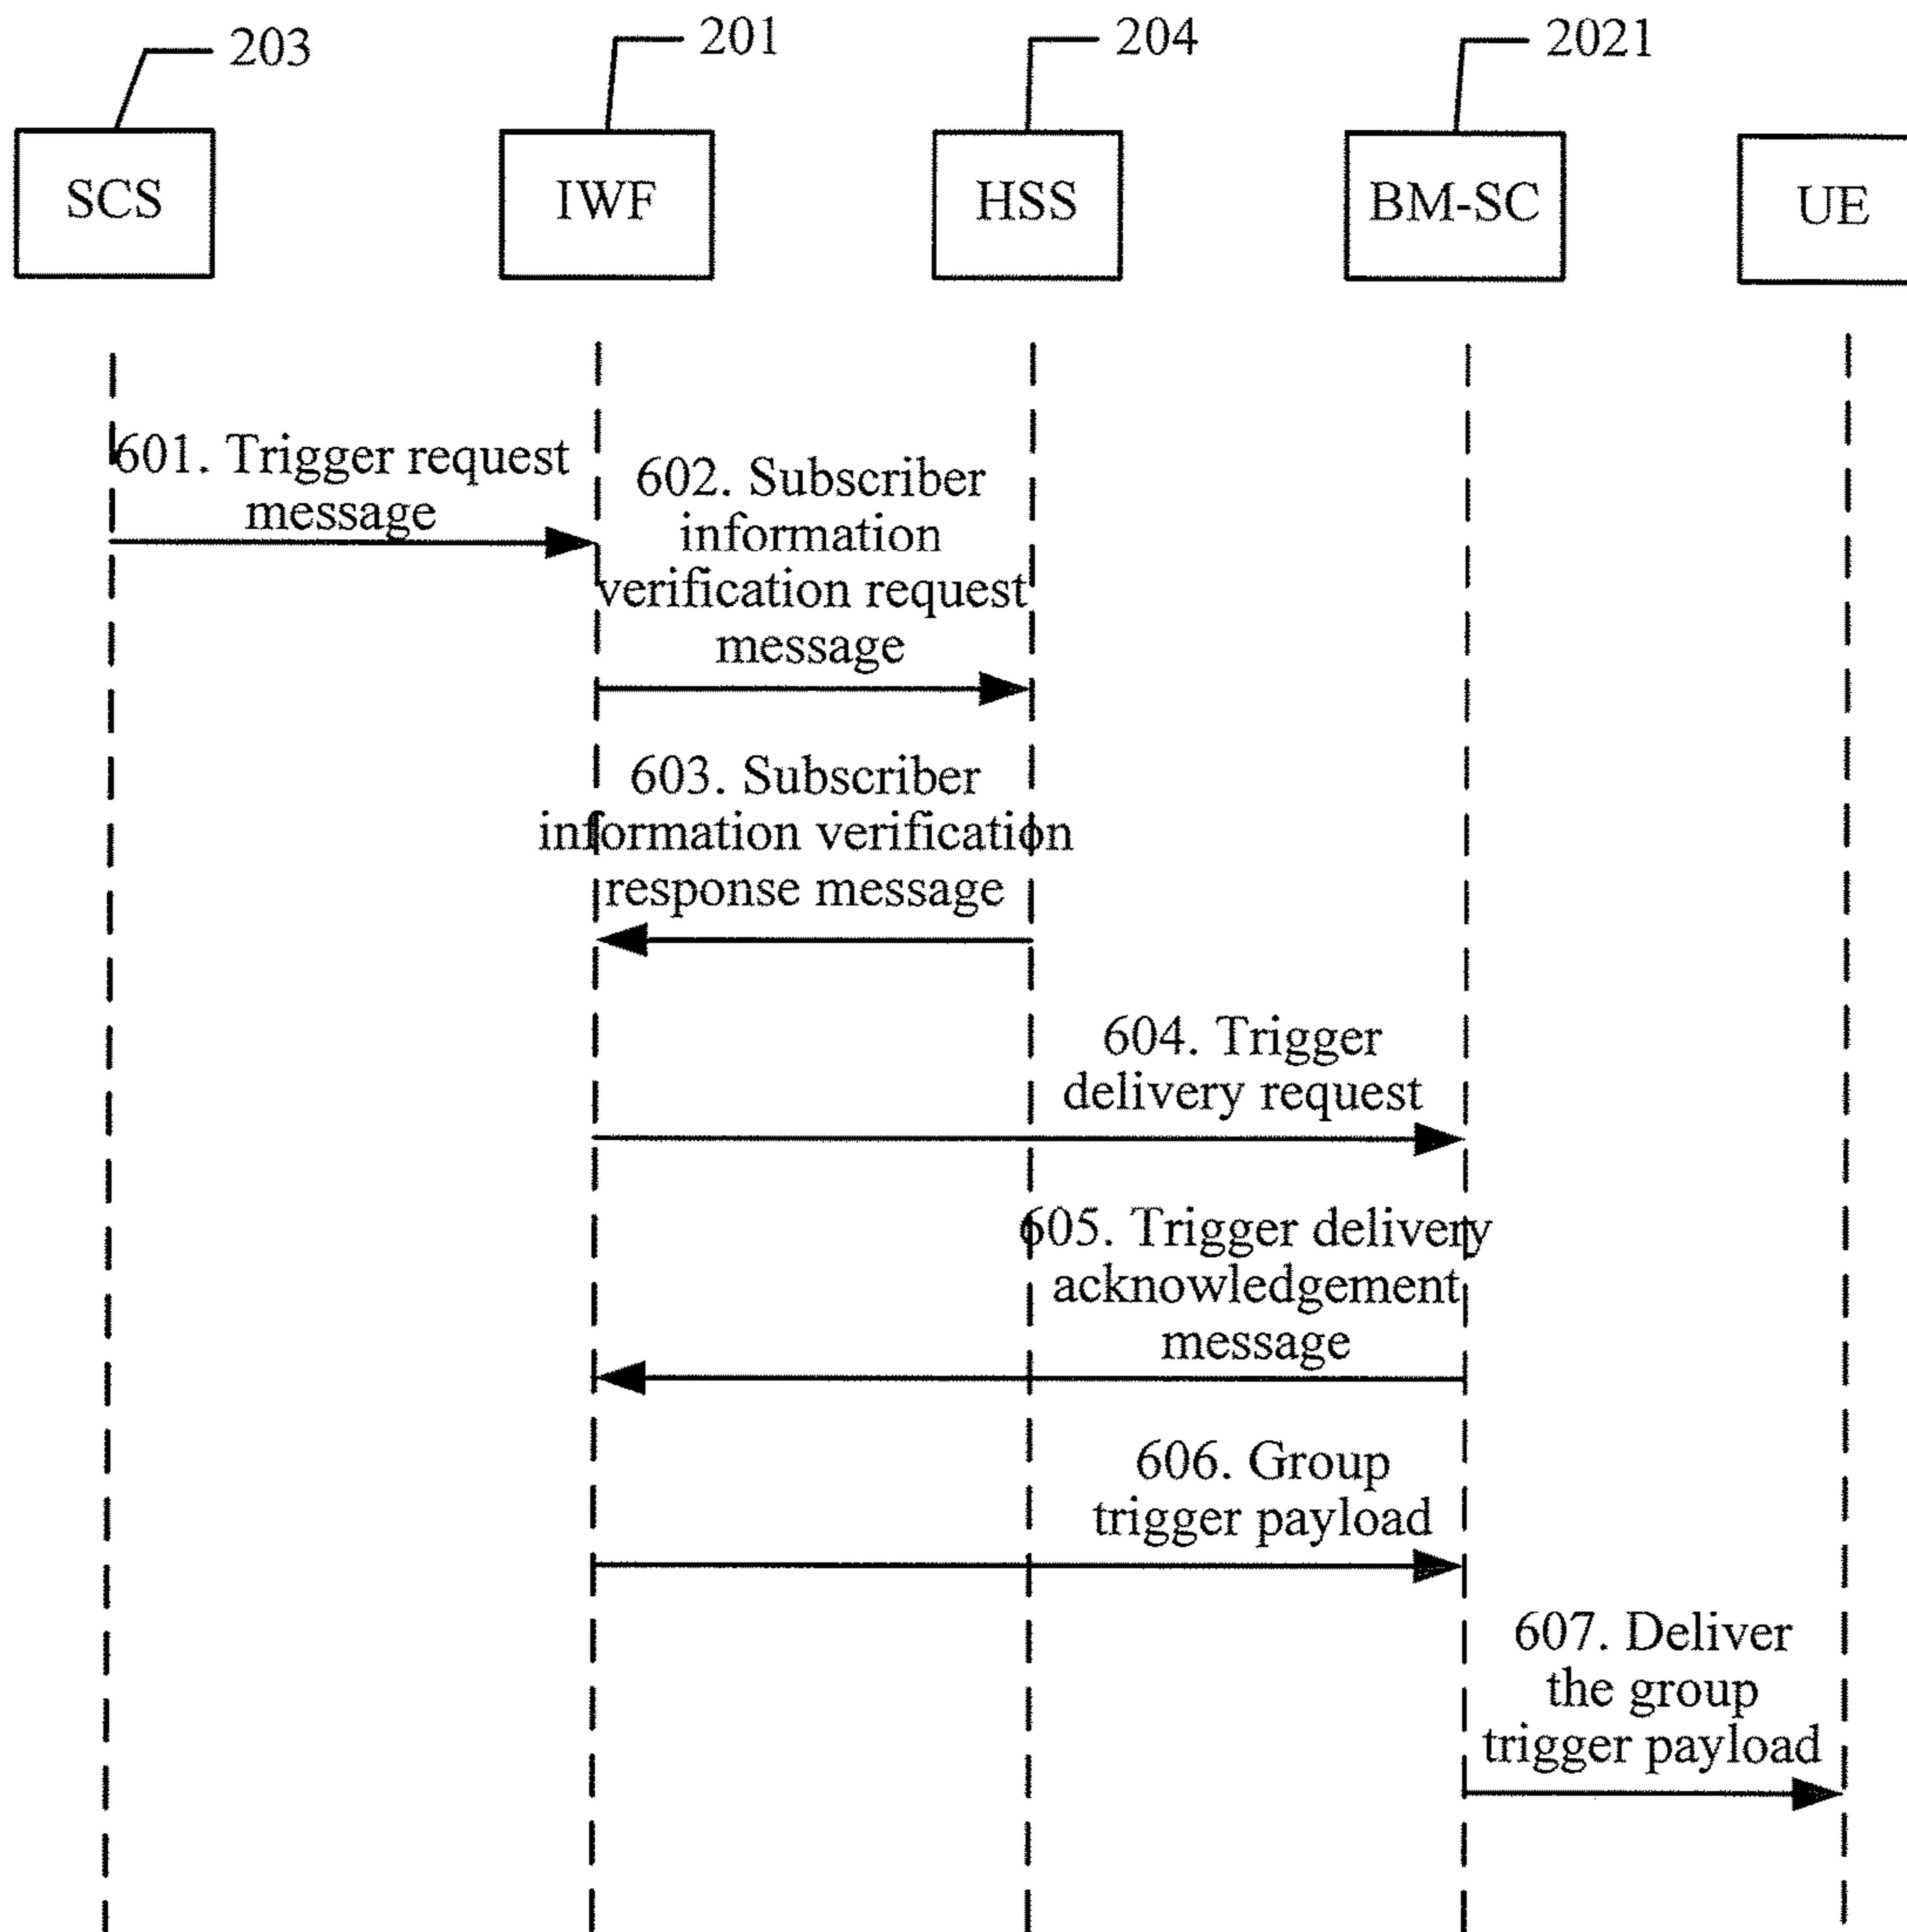 203
201
204
2021
SCS
IWF
HSS
BM-SC
UE
601. Trigger request
message
602. Subscriber
information
verification request
message
603. Subscriber
information verification
response message
604. Trigger
delivery request
605. Trigger delivery
acknowledgement
message
606. Group
trigger payload
607. Deliver
the group
trigger payload